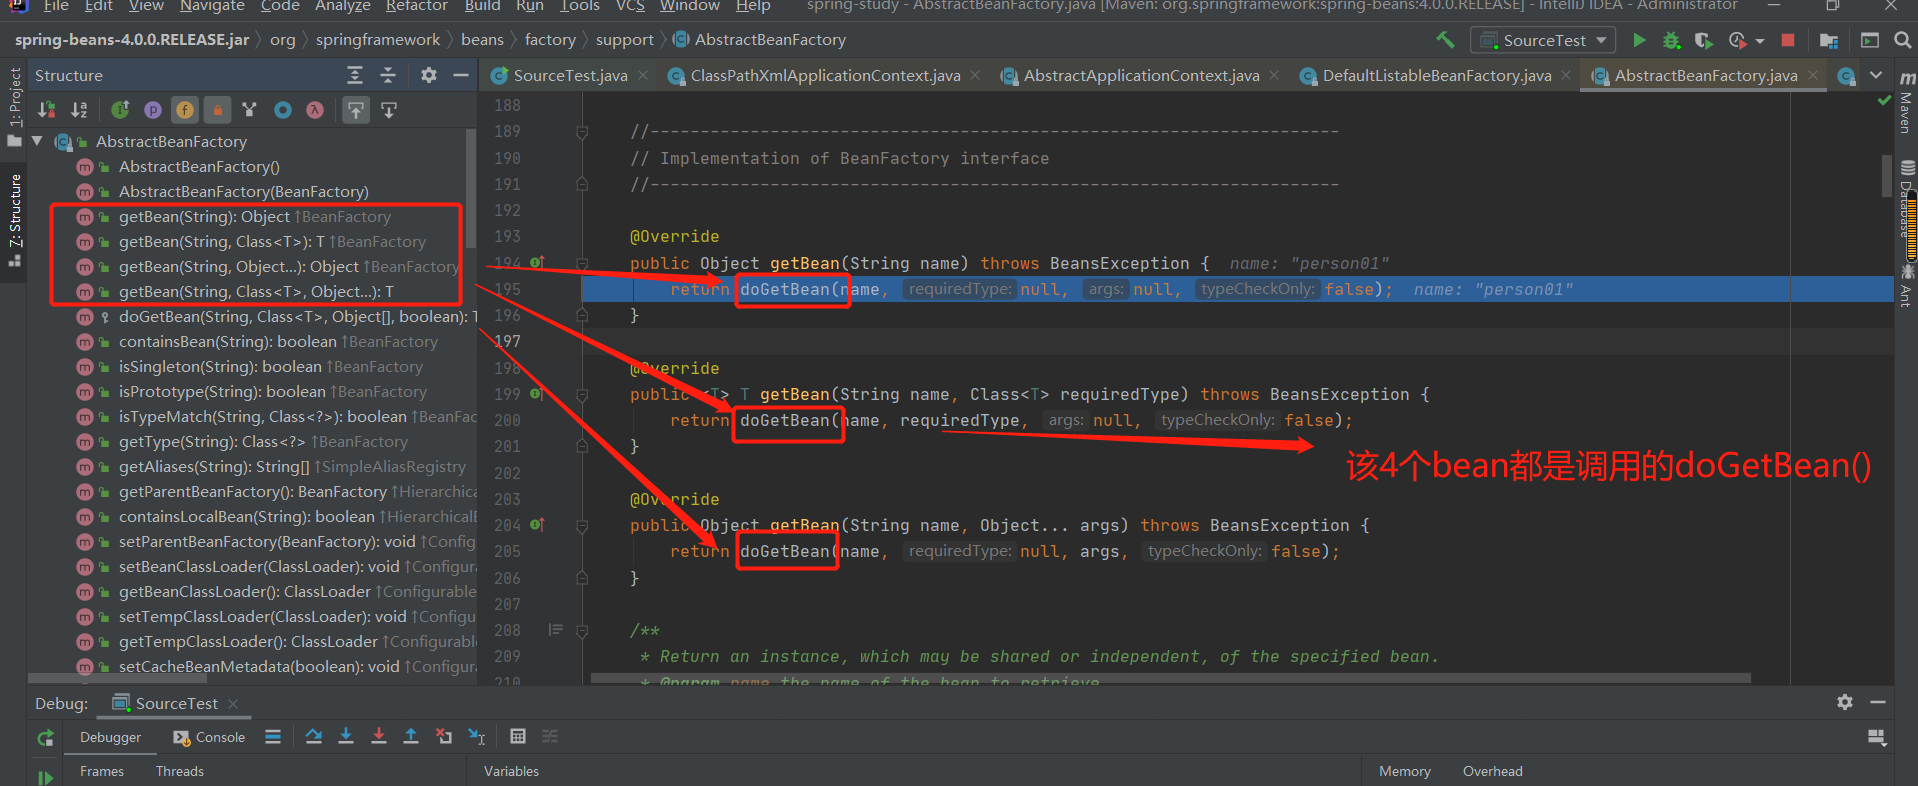 File Edit View Navigate Code Analyze Refactor Build Run Tools VCS Window Help spring-study - AbstractBeanFactory.java [Maven: org.springframework:spring-beans:4.0.0.RELEASE] - IntelliJ IDEA - Administrator
spring-beans-4.0.0.RELEASE.jar org springframework beans factory support AbstractBeanFactory SourceTest
1: Project
7: Structure
Structure
SourceTest.java ClassPathXmlApplicationContext.java AbstractApplicationContext.java DefaultListableBeanFactory.java AbstractBeanFactory.java
AbstractBeanFactory
AbstractBeanFactory()
AbstractBeanFactory(BeanFactory)
getBean(String): Object ↑BeanFactory
getBean(String, Class<T>): T ↑BeanFactory
getBean(String, Object...): Object ↑BeanFactory
getBean(String, Class<T>, Object...): T
doGetBean(String, Class<T>, Object[], boolean): T
containsBean(String): boolean ↑BeanFactory
isSingleton(String): boolean ↑BeanFactory
isPrototype(String): boolean ↑BeanFactory
isTypeMatch(String, Class<?>): boolean ↑BeanFac
getType(String): Class<?> ↑BeanFactory
getAliases(String): String[] ↑SimpleAliasRegistry
getParentBeanFactory(): BeanFactory ↑Hierarchical
containsLocalBean(String): boolean ↑Hierarchical
setParentBeanFactory(BeanFactory): void ↑Config
setBeanClassLoader(ClassLoader): void ↑Configura
getBeanClassLoader(): ClassLoader ↑Configurable
setTempClassLoader(ClassLoader): void ↑Configu
getTempClassLoader(): ClassLoader ↑Configurabl
setCacheBeanMetadata(boolean): void ↑Configura
188
189 //---------------------------------------------------------------------
190 // Implementation of BeanFactory interface
191 //---------------------------------------------------------------------
192
193 @Override
194 public Object getBean(String name) throws BeansException { name: "person01"
195 return doGetBean(name, requiredType: null, args: null, typeCheckOnly: false); name: "person01"
196 }
197
198 @Override
199 public <T> T getBean(String name, Class<T> requiredType) throws BeansException {
200 return doGetBean(name, requiredType, args: null, typeCheckOnly: false);
201 }
该4个bean都是调用的doGetBean()
202
203 @Override
204 public Object getBean(String name, Object... args) throws BeansException {
205 return doGetBean(name, requiredType: null, args, typeCheckOnly: false);
206 }
207
208 /**
209 * Return an instance, which may be shared or independent, of the specified bean.
210 * @param name the name of the bean to retrieve
Maven
Database
Ant
Debug: SourceTest
Debugger Console
Frames Threads Variables Memory Overhead